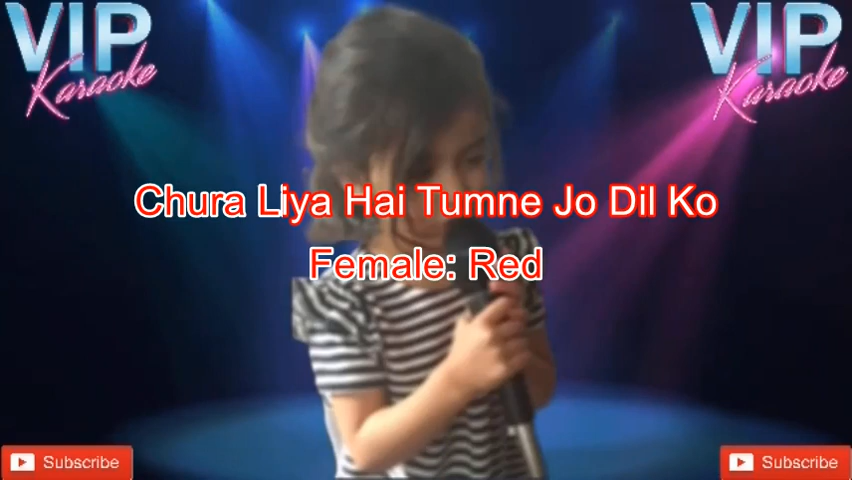 VIP
Karaoke
VIP
Karaoke
Chura Liya Hai Tumne Jo Dil Ko
Female: Red
Subscribe
Subscribe